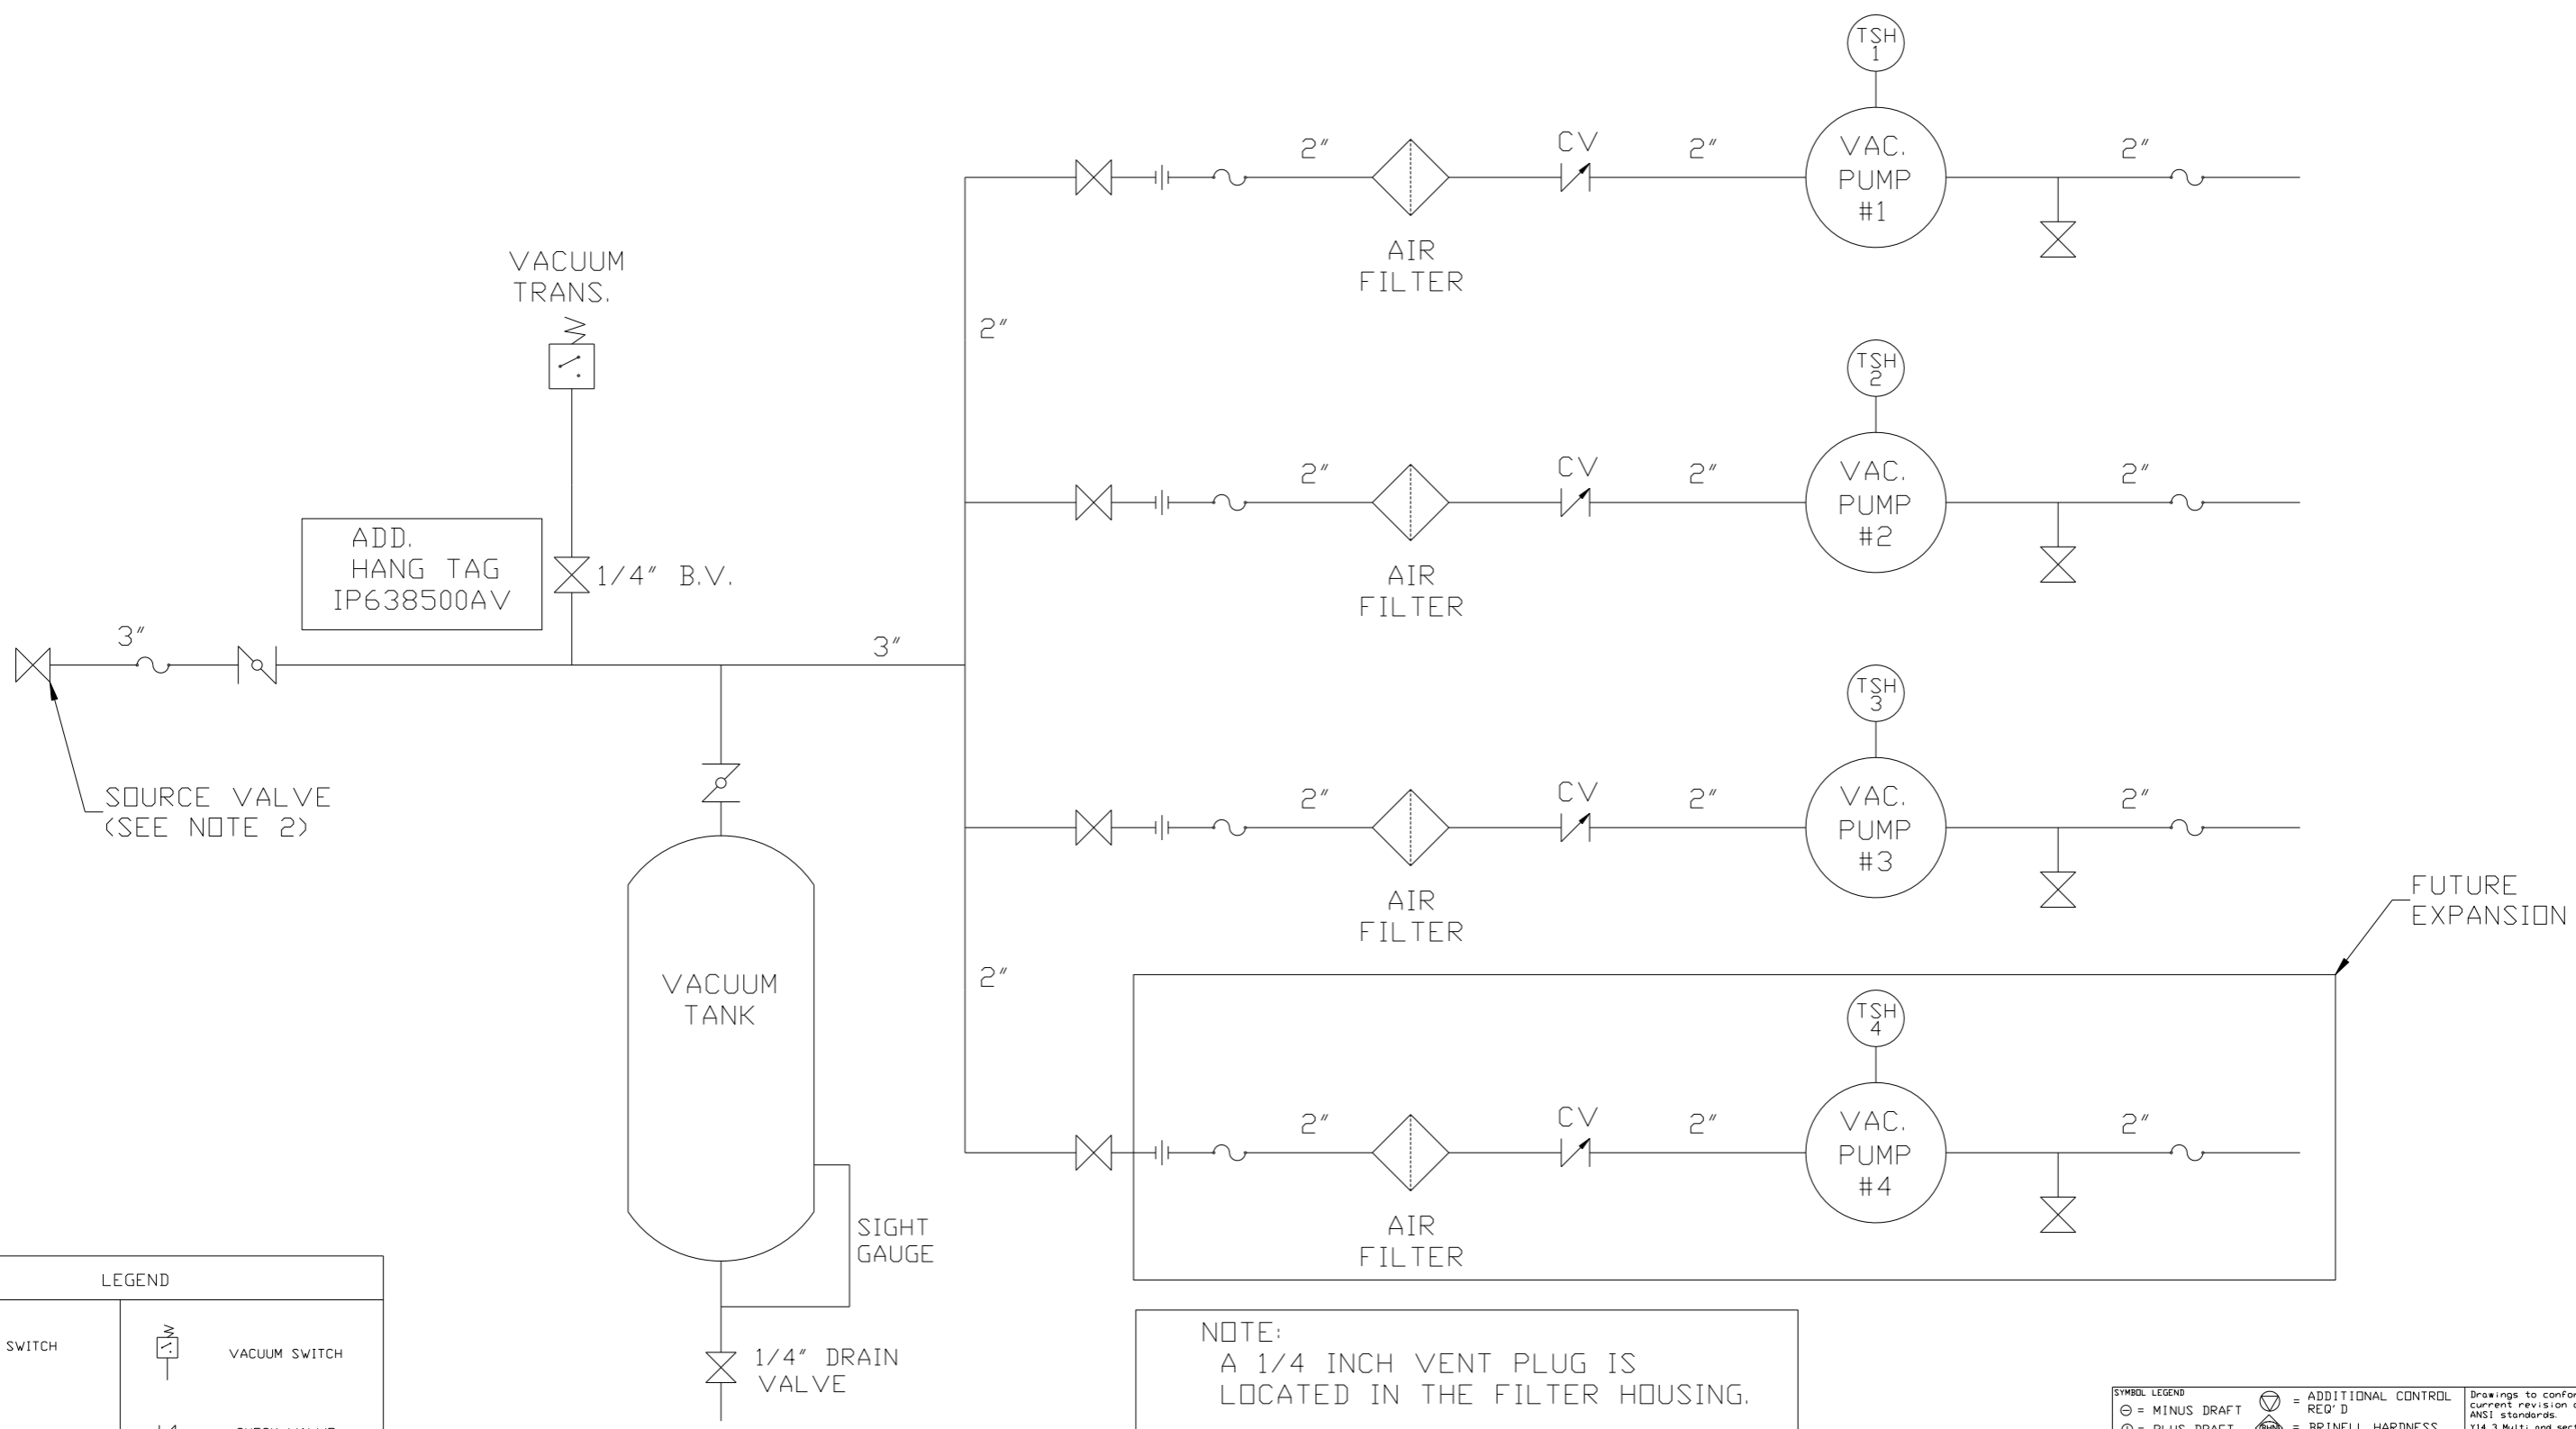 TSH
1
2"
CV
2"
VAC.
PUMP
#1
2"
AIR
FILTER
VACUUM
TRANS.
2"
TSH
2
2"
CV
2"
VAC.
PUMP
#2
2"
AIR
FILTER
ADD.
HANG TAG
IP638500AV
1/4" B.V.
3"
3"
SOURCE VALVE
(SEE NOTE 2)
TSH
3
2"
CV
2"
VAC.
PUMP
#3
2"
AIR
FILTER
FUTURE
EXPANSION
VACUUM
TANK
2"
TSH
4
2"
CV
2"
VAC.
PUMP
#4
2"
AIR
FILTER
SIGHT
GAUGE
1/4" DRAIN
VALVE
LEGEND
SWITCH
VACUUM SWITCH
NOTE:
A 1/4 INCH VENT PLUG IS
LOCATED IN THE FILTER HOUSING.
SYMBOL LEGEND
= MINUS DRAFT
= ADDITIONAL CONTROL
REQ'D
= BRINELL HARDNESS
Drawings to confor
current revision o
ANSI standards.